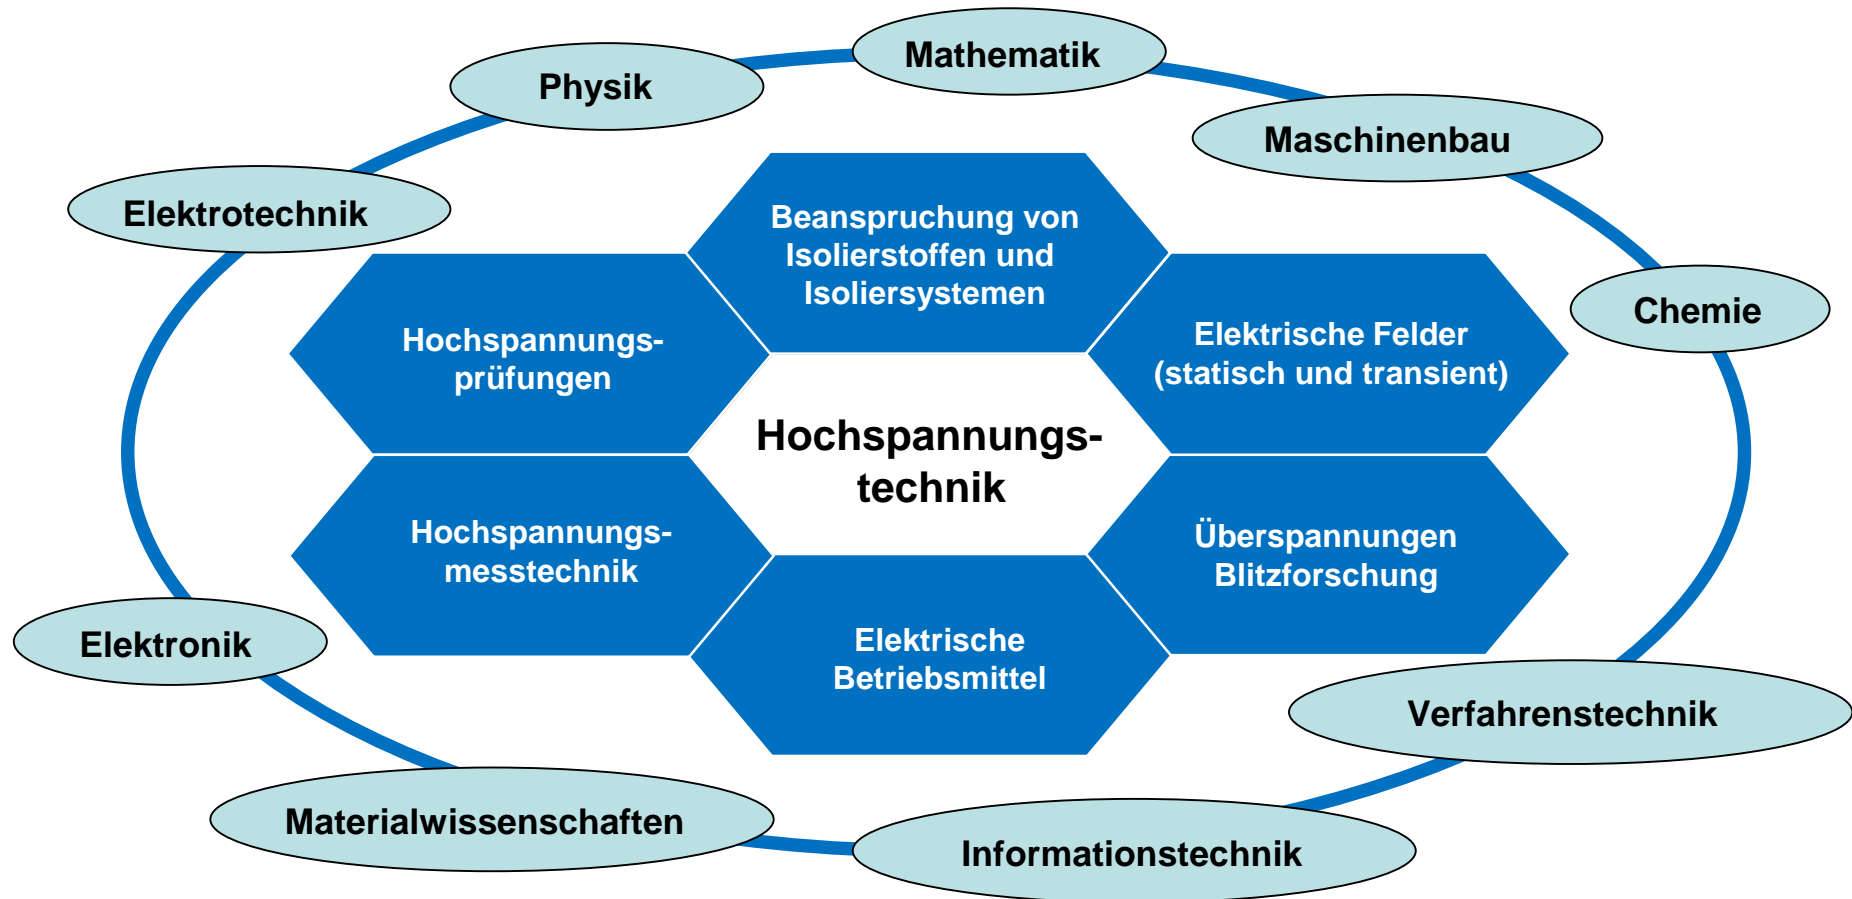 Mathematik
Physik
Maschinenbau
Elektrotechnik
Beanspruchung von
Isolierstoffen und
Isoliersystemen
Chemie
Hochspannungs-
prüfungen
Elektrische Felder
(statisch und transient)
Hochspannungs-
technik
Hochspannungs-
messtechnik
Überspannungen
Blitzforschung
Elektronik
Elektrische
Betriebsmittel
Verfahrenstechnik
Materialwissenschaften
Informationstechnik